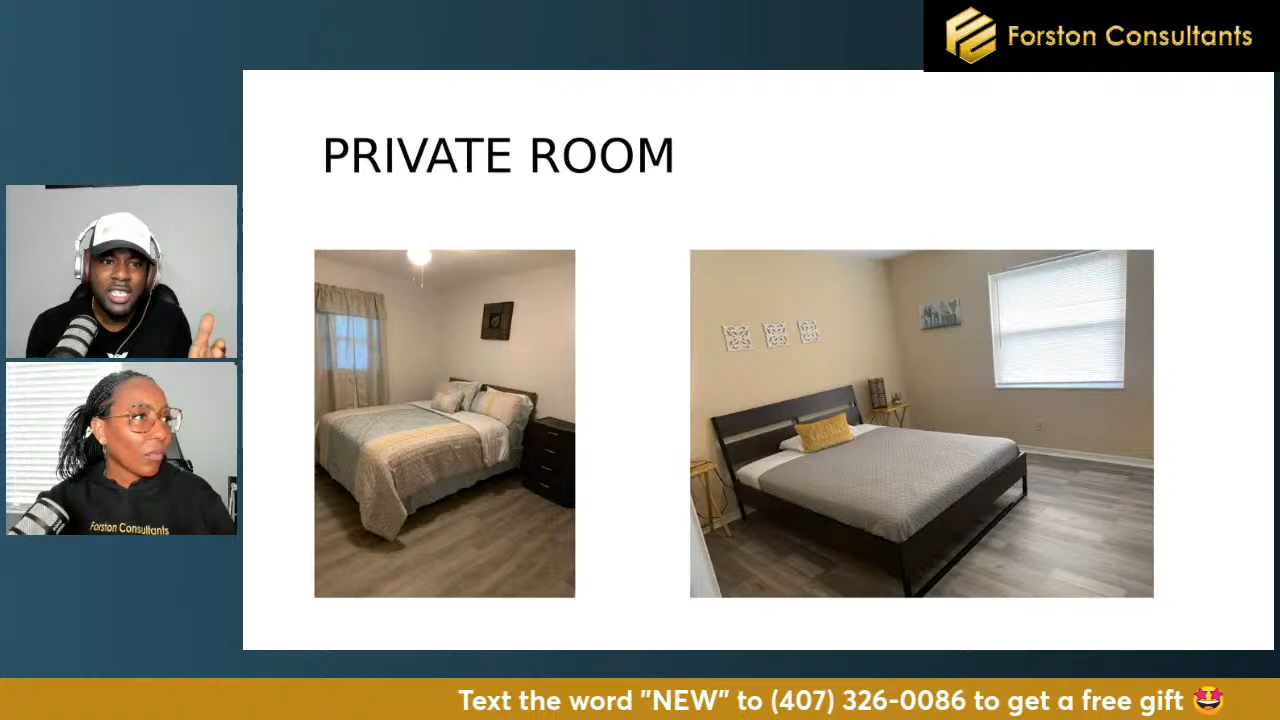 Forston Consultants
PRIVATE ROOM
Forston Consultants
Text the word "NEW" to (407) 326-0086 to get a free gift 🤩